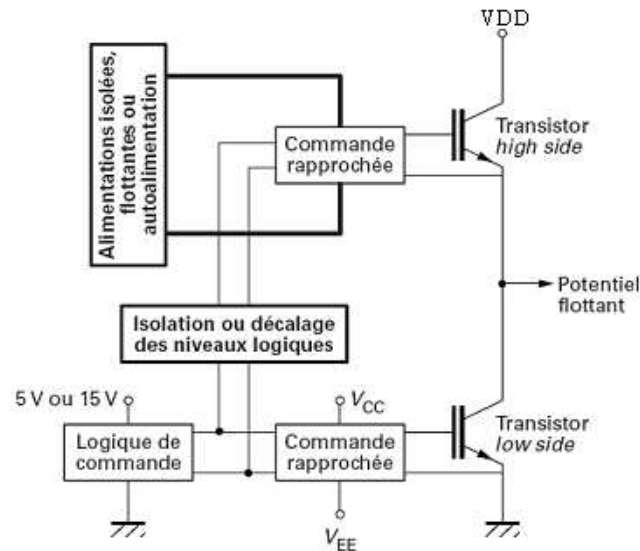 VDD
Alimentations isolées,
flottantes ou
autoalimentation
Commande
rapprochée
Transistor
high side
Potentiel
flottant
Isolation ou décalage
des niveaux logiques
5 V ou 15 V
VCC
Logique de
commande
Commande
rapprochée
Transistor
low side
VEE